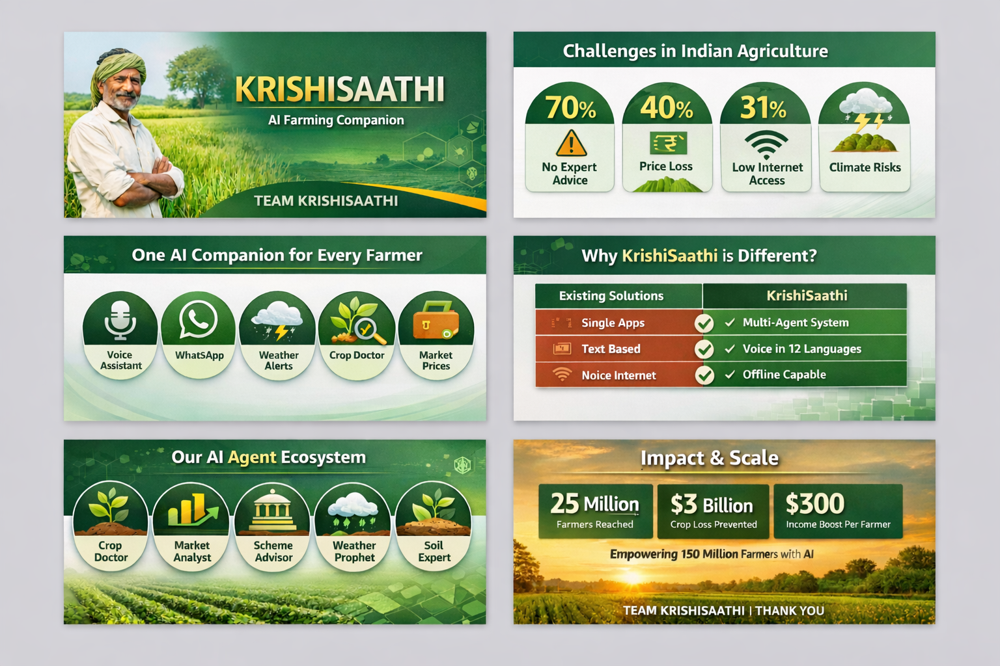 KRISHISAATHI
AI Farming Companion
TEAM KRISHISAATHI
Challenges in Indian Agriculture
70%
No Expert
Advice
40%
Price Loss
31%
Low Internet
Access
Climate Risks
One AI Companion for Every Farmer
Voice
Assistant
WhatsApp
Weather
Alerts
Crop Doctor
Market
Prices
Why KrishiSaathi is Different?
Existing Solutions
KrishiSaathi
Single Apps
✓ Multi-Agent System
Text Based
✓ Voice in 12 Languages
Noice Internet
✓ Offline Capable
Our AI Agent Ecosystem
Crop
Doctor
Market
Analyst
Scheme
Advisor
Weather
Prophet
Soil
Expert
Impact & Scale
25 Million
Farmers Reached
$3 Billion
Crop Loss Prevented
$300
Income Boost Per Farmer
Empowering 150 Million Farmers with AI
TEAM KRISHISAATHI | THANK YOU